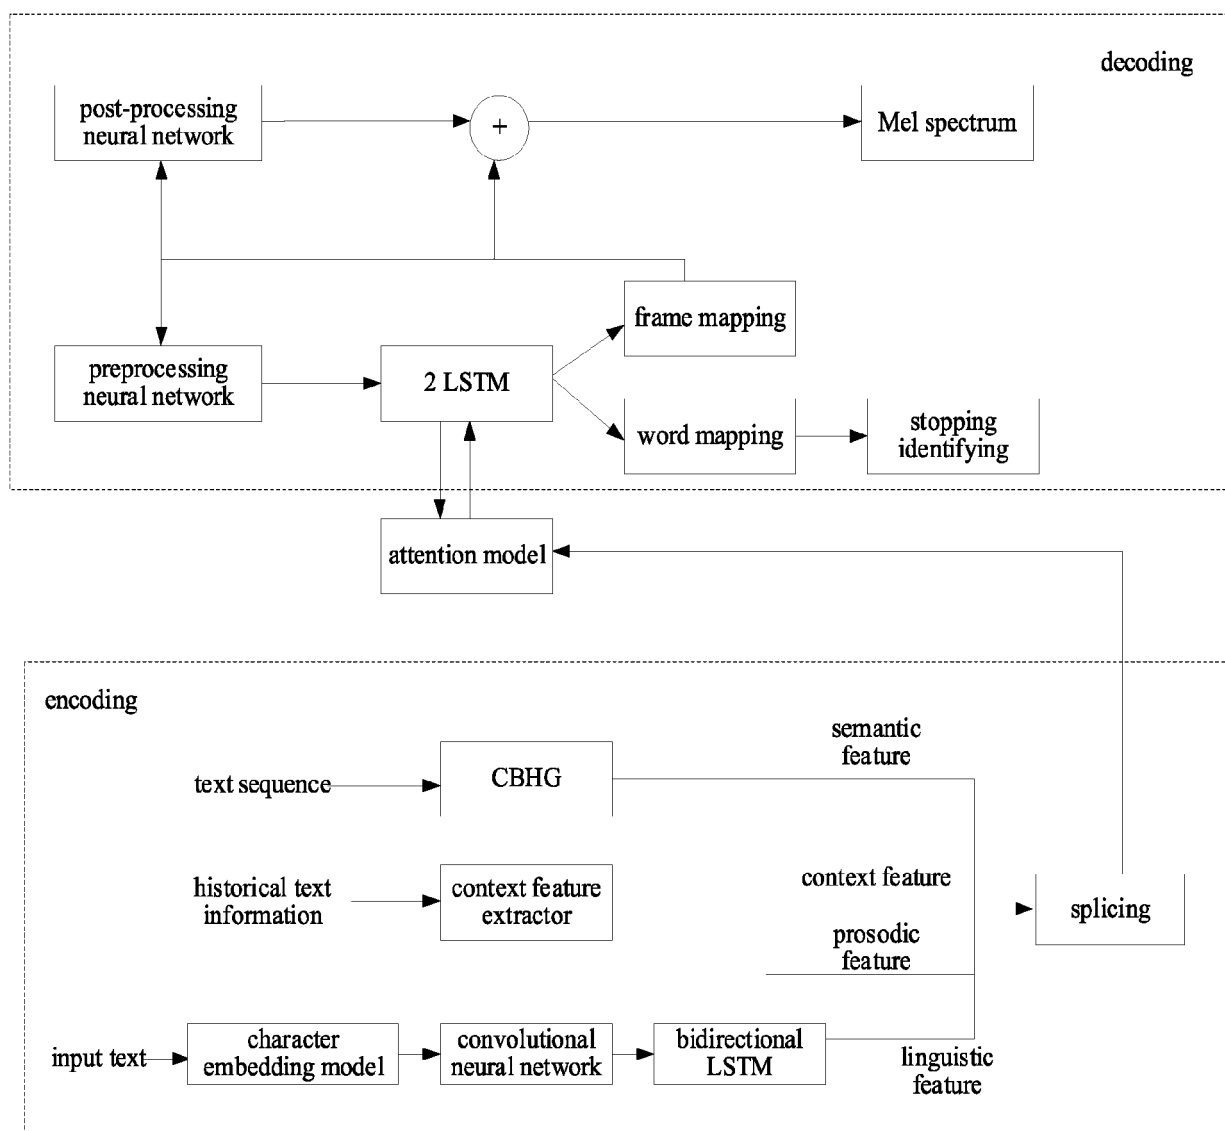 decoding
post-processing
neural network
+
Mel spectrum
frame mapping
preprocessing
neural network
2 LSTM
word mapping
stopping
identifying
attention model
encoding
semantic
feature
text sequence
CBHG
historical text
information
context feature
extractor
context feature
splicing
prosodic
feature
input text
character
embedding model
convolutional
neural network
bidirectional
LSTM
linguistic
feature